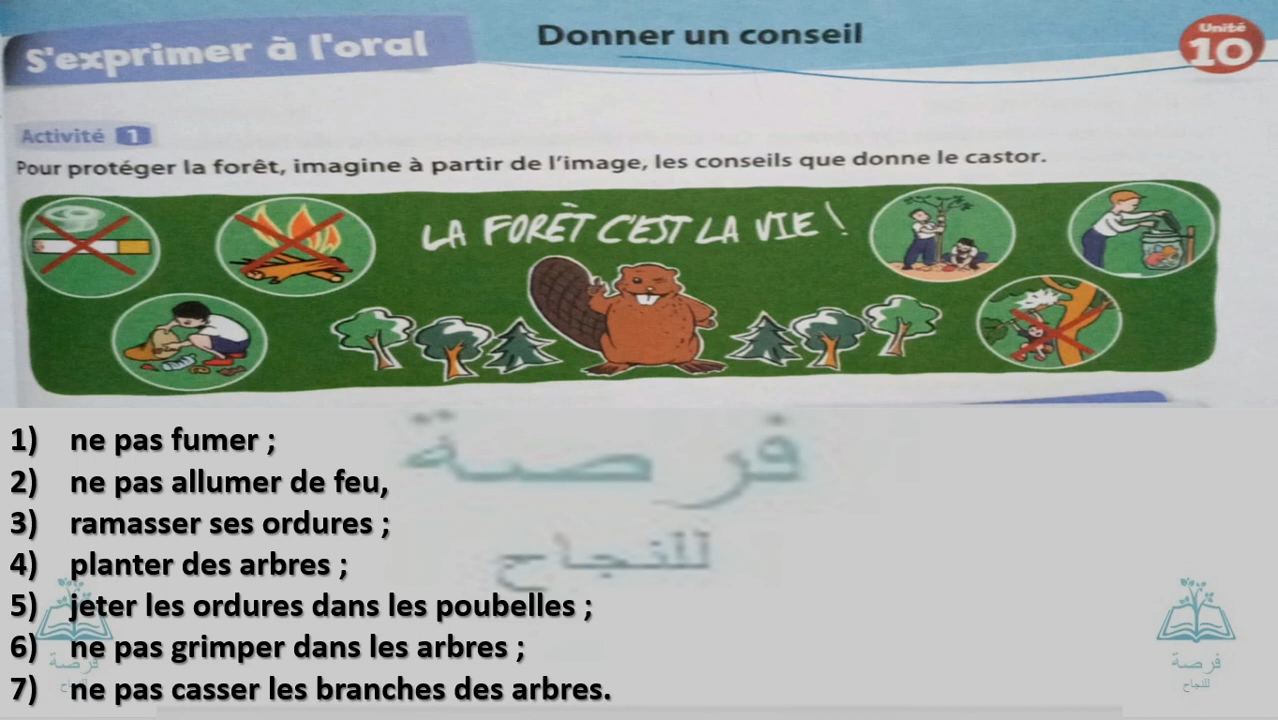 S'exprimer à l'oral
Donner un conseil
Unité
10
Activité 1
Pour protéger la forêt, imagine à partir de l'image, les conseils que donne le castor.
LA FORÊT C'EST LA VIE !
1) ne pas fumer ;
2) ne pas allumer de feu,
3) ramasser ses ordures ;
4) planter des arbres ;
5) jeter les ordures dans les poubelles ;
6) ne pas grimper dans les arbres ;
7) ne pas casser les branches des arbres.
فرصة
للنجاح
فرصة
للنجاح
فرصة
للنجاح